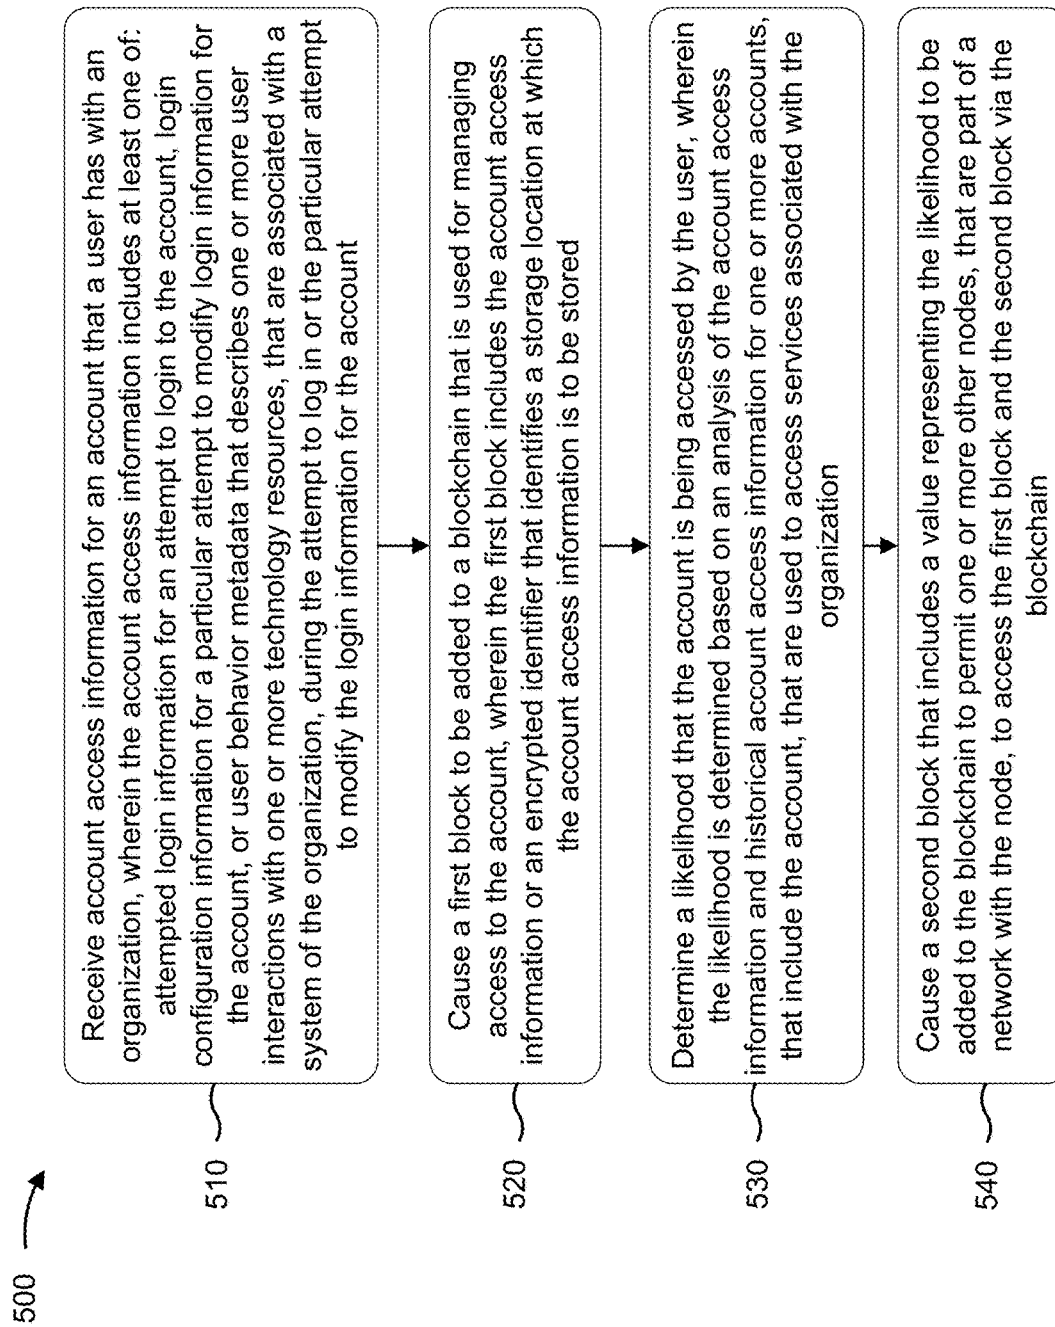 500
510
Receive account access information for an account that a user has with an
organization, wherein the account access information includes at least one of:
attempted login information for an attempt to login to the account, login
configuration information for a particular attempt to modify login information for
the account, or user behavior metadata that describes one or more user
interactions with one or more technology resources, that are associated with a
system of the organization, during the attempt to log in or the particular attempt
to modify the login information for the account
520
Cause a first block to be added to a blockchain that is used for managing
access to the account, wherein the first block includes the account access
information or an encrypted identifier that identifies a storage location at which
the account access information is to be stored
530
Determine a likelihood that the account is being accessed by the user, wherein
the likelihood is determined based on an analysis of the account access
information and historical account access information for one or more accounts,
that include the account, that are used to access services associated with the
organization
540
Cause a second block that includes a value representing the likelihood to be
added to the blockchain to permit one or more other nodes, that are part of a
network with the node, to access the first block and the second block via the
blockchain